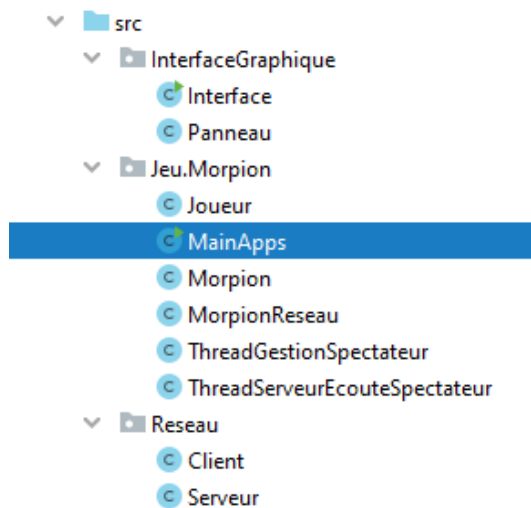 src
InterfaceGraphique
Interface
Panneau
Jeu.Morpion
Joueur
MainApps
Morpion
MorpionReseau
ThreadGestionSpectateur
ThreadServeurEcouteSpectateur
Reseau
Client
Serveur